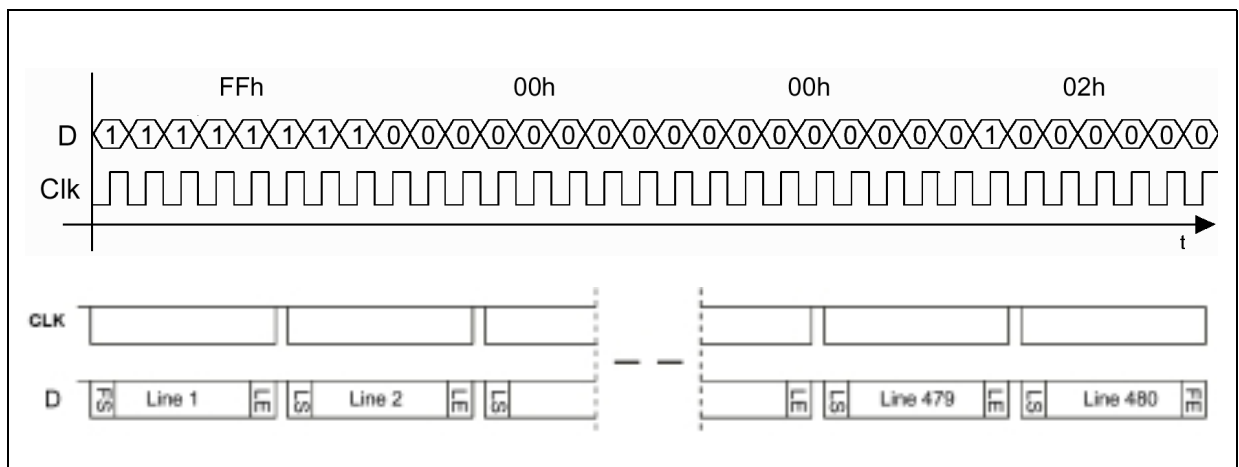 FFh 00h 00h 02h
D 1 1 1 1 1 1 1 1 0 0 0 0 0 0 0 0 0 0 0 0 0 0 0 0 0 1 0 0 0 0 0 0
Clk
t
CLK
D FS Line 1 LE LS Line 2 LE LS LE LS Line 479 LE LS Line 480 FE